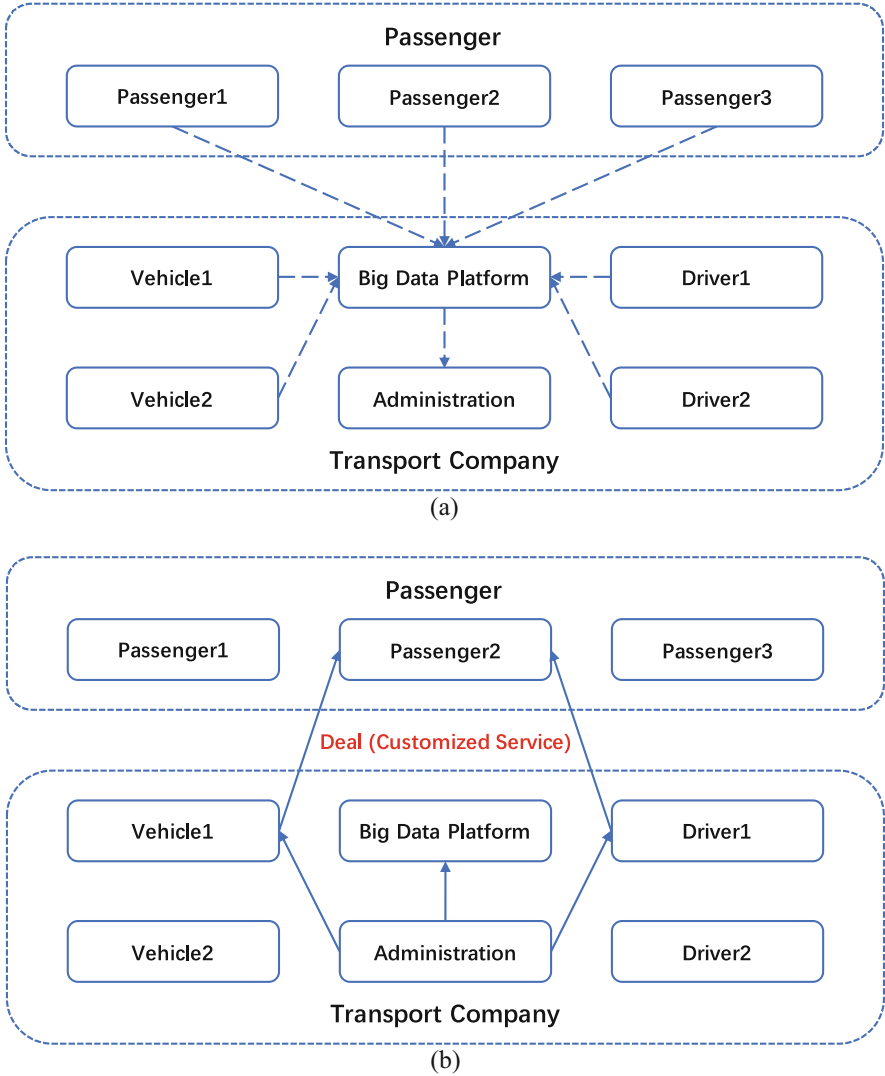 Passenger
Passenger1
Passenger2
Passenger3
Vehicle1
Big Data Platform
Driver1
Vehicle2
Administration
Driver2
Transport Company
(a)
Passenger
Passenger1
Passenger2
Passenger3
Deal (Customized Service)
Vehicle1
Big Data Platform
Driver1
Vehicle2
Administration
Driver2
Transport Company
(b)